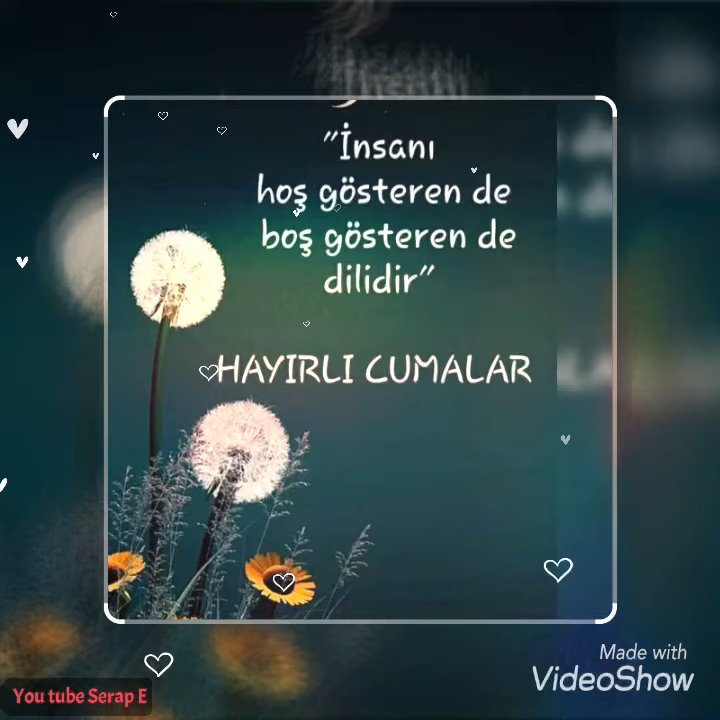 "İnsanı
hoş gösteren de
boş gösteren de
dilidir"
HAYIRLI CUMALAR
Made with
VideoShow
You tube Serap E